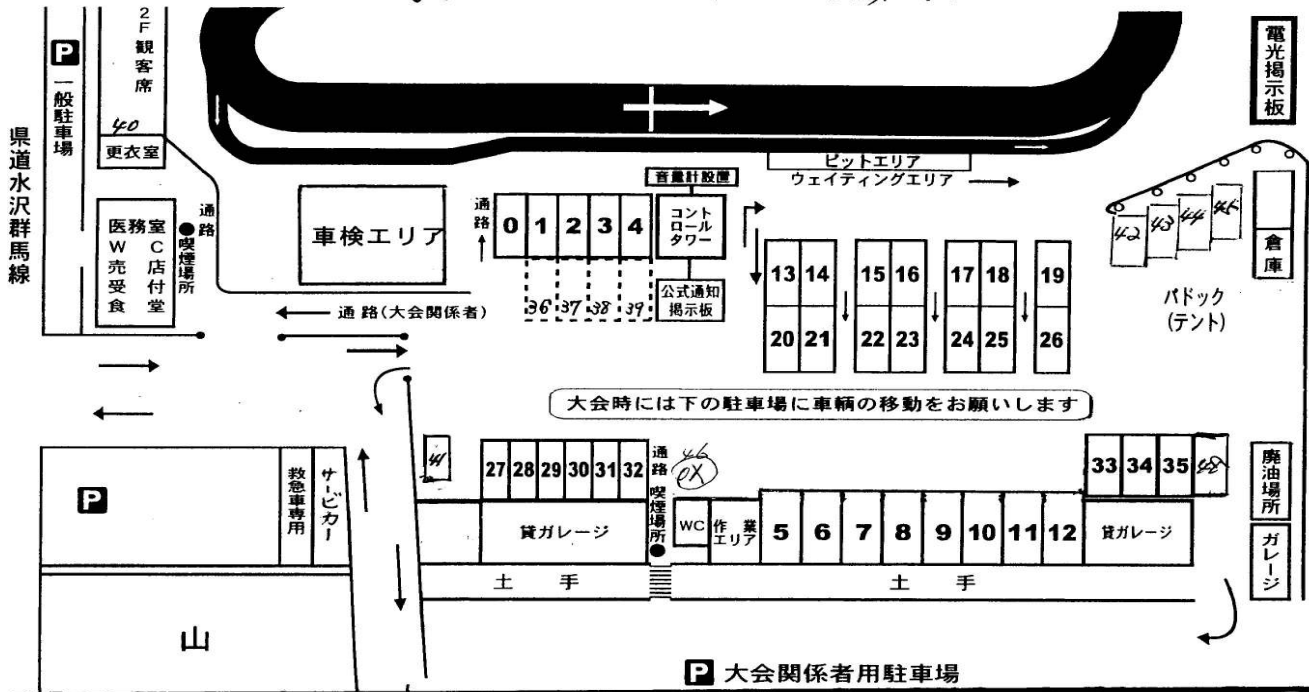 2F観客席
P 一般駐車場
県道水沢群馬線
40
更衣室
電光掲示板
ピットエリア
ウェイティングエリア
音量計設置
通路
0 1 2 3 4
コントロールタワー
公式通知掲示板
36 37 38 39
車検エリア
医務室
WC
売店
受付
食堂
喫煙場所
通路
通路(大会関係者)
13 14 15 16 17 18 19
20 21 22 23 24 25 26
42 43 44 45
倉庫
パドック
(テント)
大会時には下の駐車場に車輌の移動をお願いします
P
救急車専用
サービカー
41
27 28 29 30 31 32
通路
46
喫煙場所
33 34 35 48
廃油場所
貸ガレージ
WC
作業エリア
5 6 7 8 9 10 11 12
貸ガレージ
ガレージ
土手
土手
山
P 大会関係者用駐車場